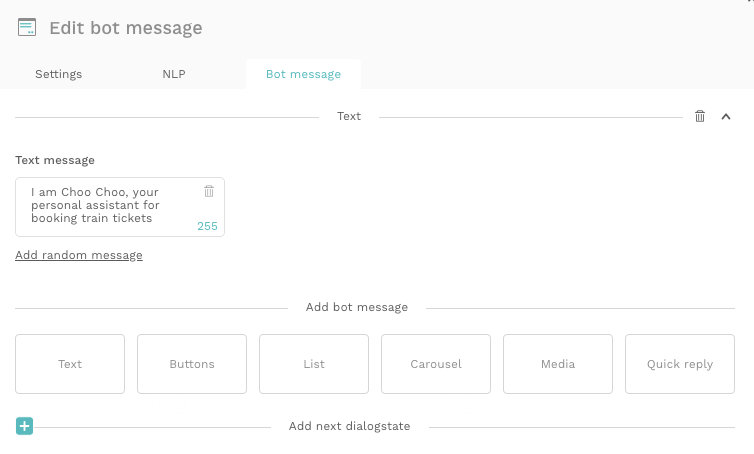 Edit bot message
Settings NLP Bot message
Text
Text message
I am Choo Choo, your
personal assistant for
booking train tickets
255
Add random message
Add bot message
Text Buttons List Carousel Media Quick reply
Add next dialogstate